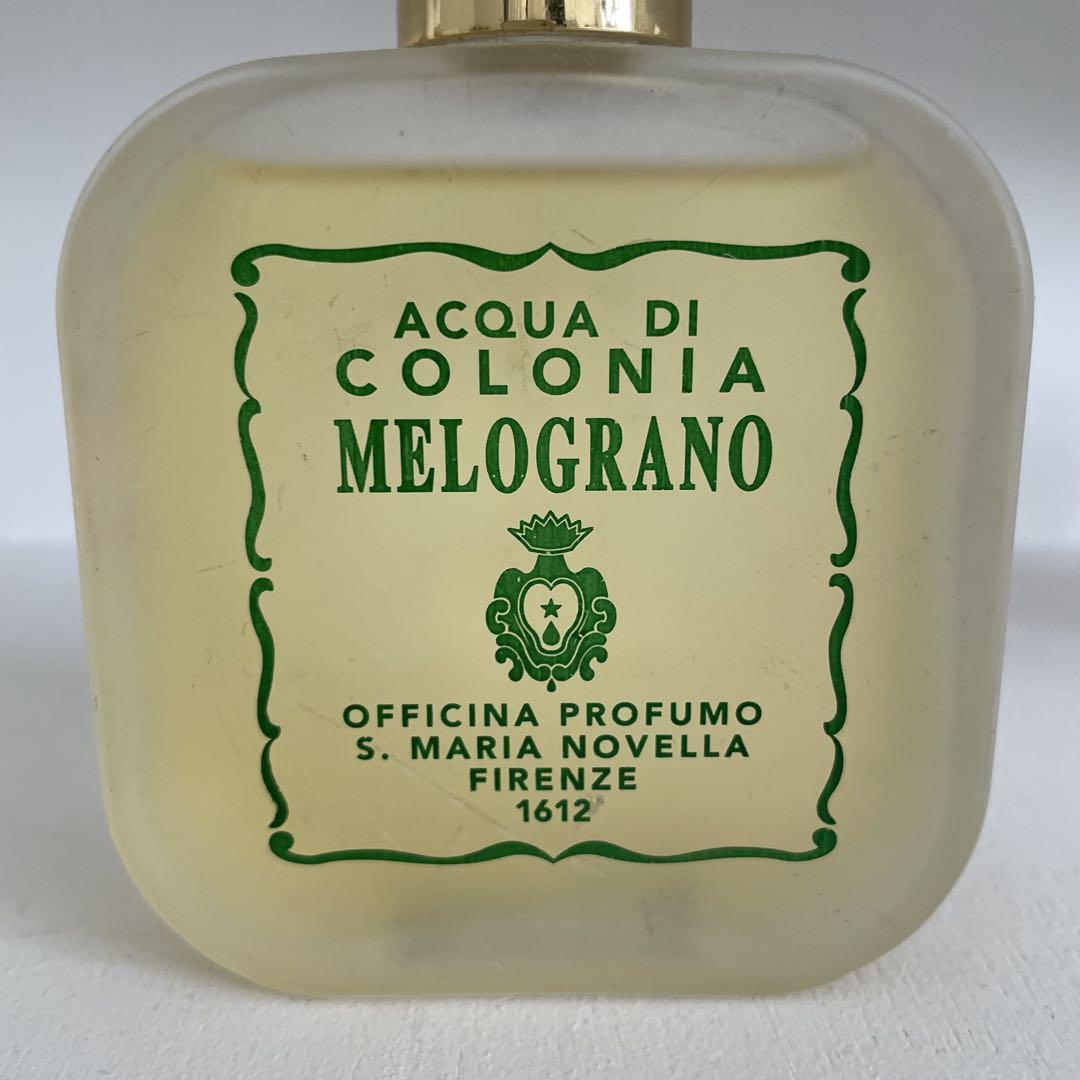 ACQUA DI
COLONIA
MELOGRANO
OFFICINA PROFUMO
S. MARIA NOVELLA
FIRENZE
1612